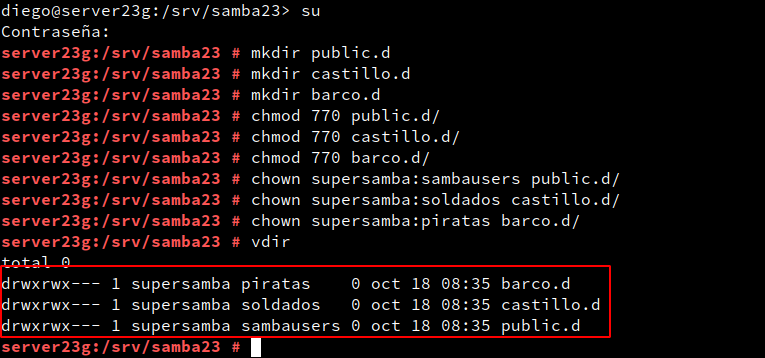 diego@server23g:/srv/samba23> su
Contraseña:
server23g:/srv/samba23 # mkdir public.d
server23g:/srv/samba23 # mkdir castillo.d
server23g:/srv/samba23 # mkdir barco.d
server23g:/srv/samba23 # chmod 770 public.d/
server23g:/srv/samba23 # chmod 770 castillo.d/
server23g:/srv/samba23 # chmod 770 barco.d/
server23g:/srv/samba23 # chown supersamba:sambausers public.d/
server23g:/srv/samba23 # chown supersamba:soldados castillo.d/
server23g:/srv/samba23 # chown supersamba:piratas barco.d/
server23g:/srv/samba23 # vdir
total 0
drwxrwx--- 1 supersamba piratas    0 oct 18 08:35 barco.d
drwxrwx--- 1 supersamba soldados   0 oct 18 08:35 castillo.d
drwxrwx--- 1 supersamba sambausers 0 oct 18 08:35 public.d
server23g:/srv/samba23 #